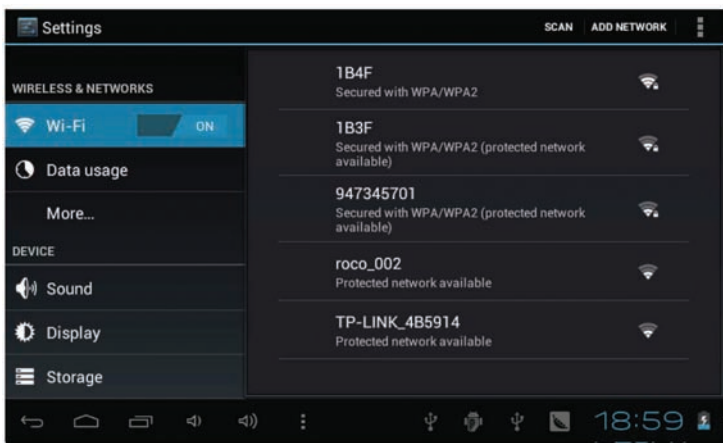 Settings
SCAN
ADD NETWORK
WIRELESS & NETWORKS
Wi-Fi
ON
Data usage
More...
DEVICE
Sound
Display
Storage
1B4F
Secured with WPA/WPA2
1B3F
Secured with WPA/WPA2 (protected network
available)
947345701
Secured with WPA/WPA2 (protected network
available)
roco_002
Protected network available
TP-LINK_4B5914
Protected network available
18:59